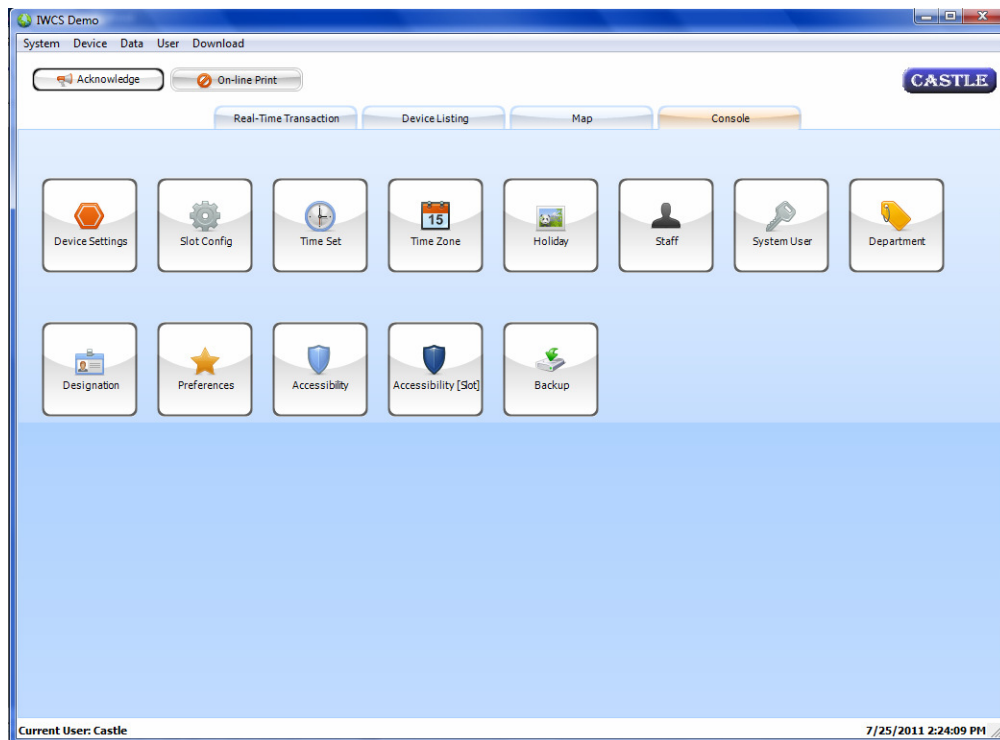 IWCS Demo
System Device Data User Download
Acknowledge On-line Print CASTLE
Real-Time Transaction Device Listing Map Console
15
Device Settings Slot Config Time Set Time Zone Holiday Staff System User Department
Designation Preferences Accessibility Accessibility [Slot] Backup
Current User: Castle 7/25/2011 2:24:09 PM